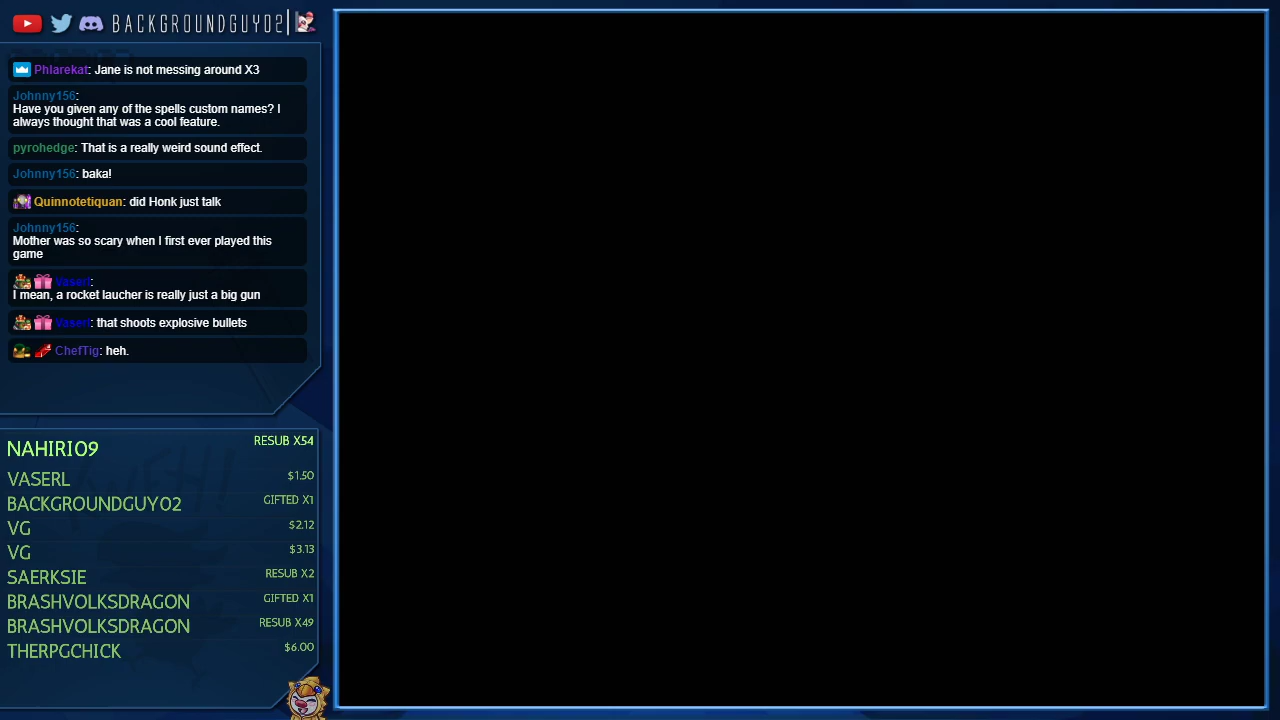 BACKGROUNDGUY02
Phlarekat: Jane is not messing around X3
Johnny156:
Have you given any of the spells custom names? I
always thought that was a cool feature.
pyrohedge: That is a really weird sound effect.
Johnny156: baka!
Quinnotetiquan: did Honk just talk
Johnny156:
Mother was so scary when I first ever played this
game
Vaserl:
I mean, a rocket laucher is really just a big gun
Vaserl: that shoots explosive bullets
ChefTig: heh.
NAHIRI09 RESUB X54
VASERL $1.50
BACKGROUNDGUY02 GIFTED X1
VG $2.12
VG $3.13
SAERKSIE RESUB X2
BRASHVOLKSDRAGON GIFTED X1
BRASHVOLKSDRAGON RESUB X49
THERPGCHICK $6.00